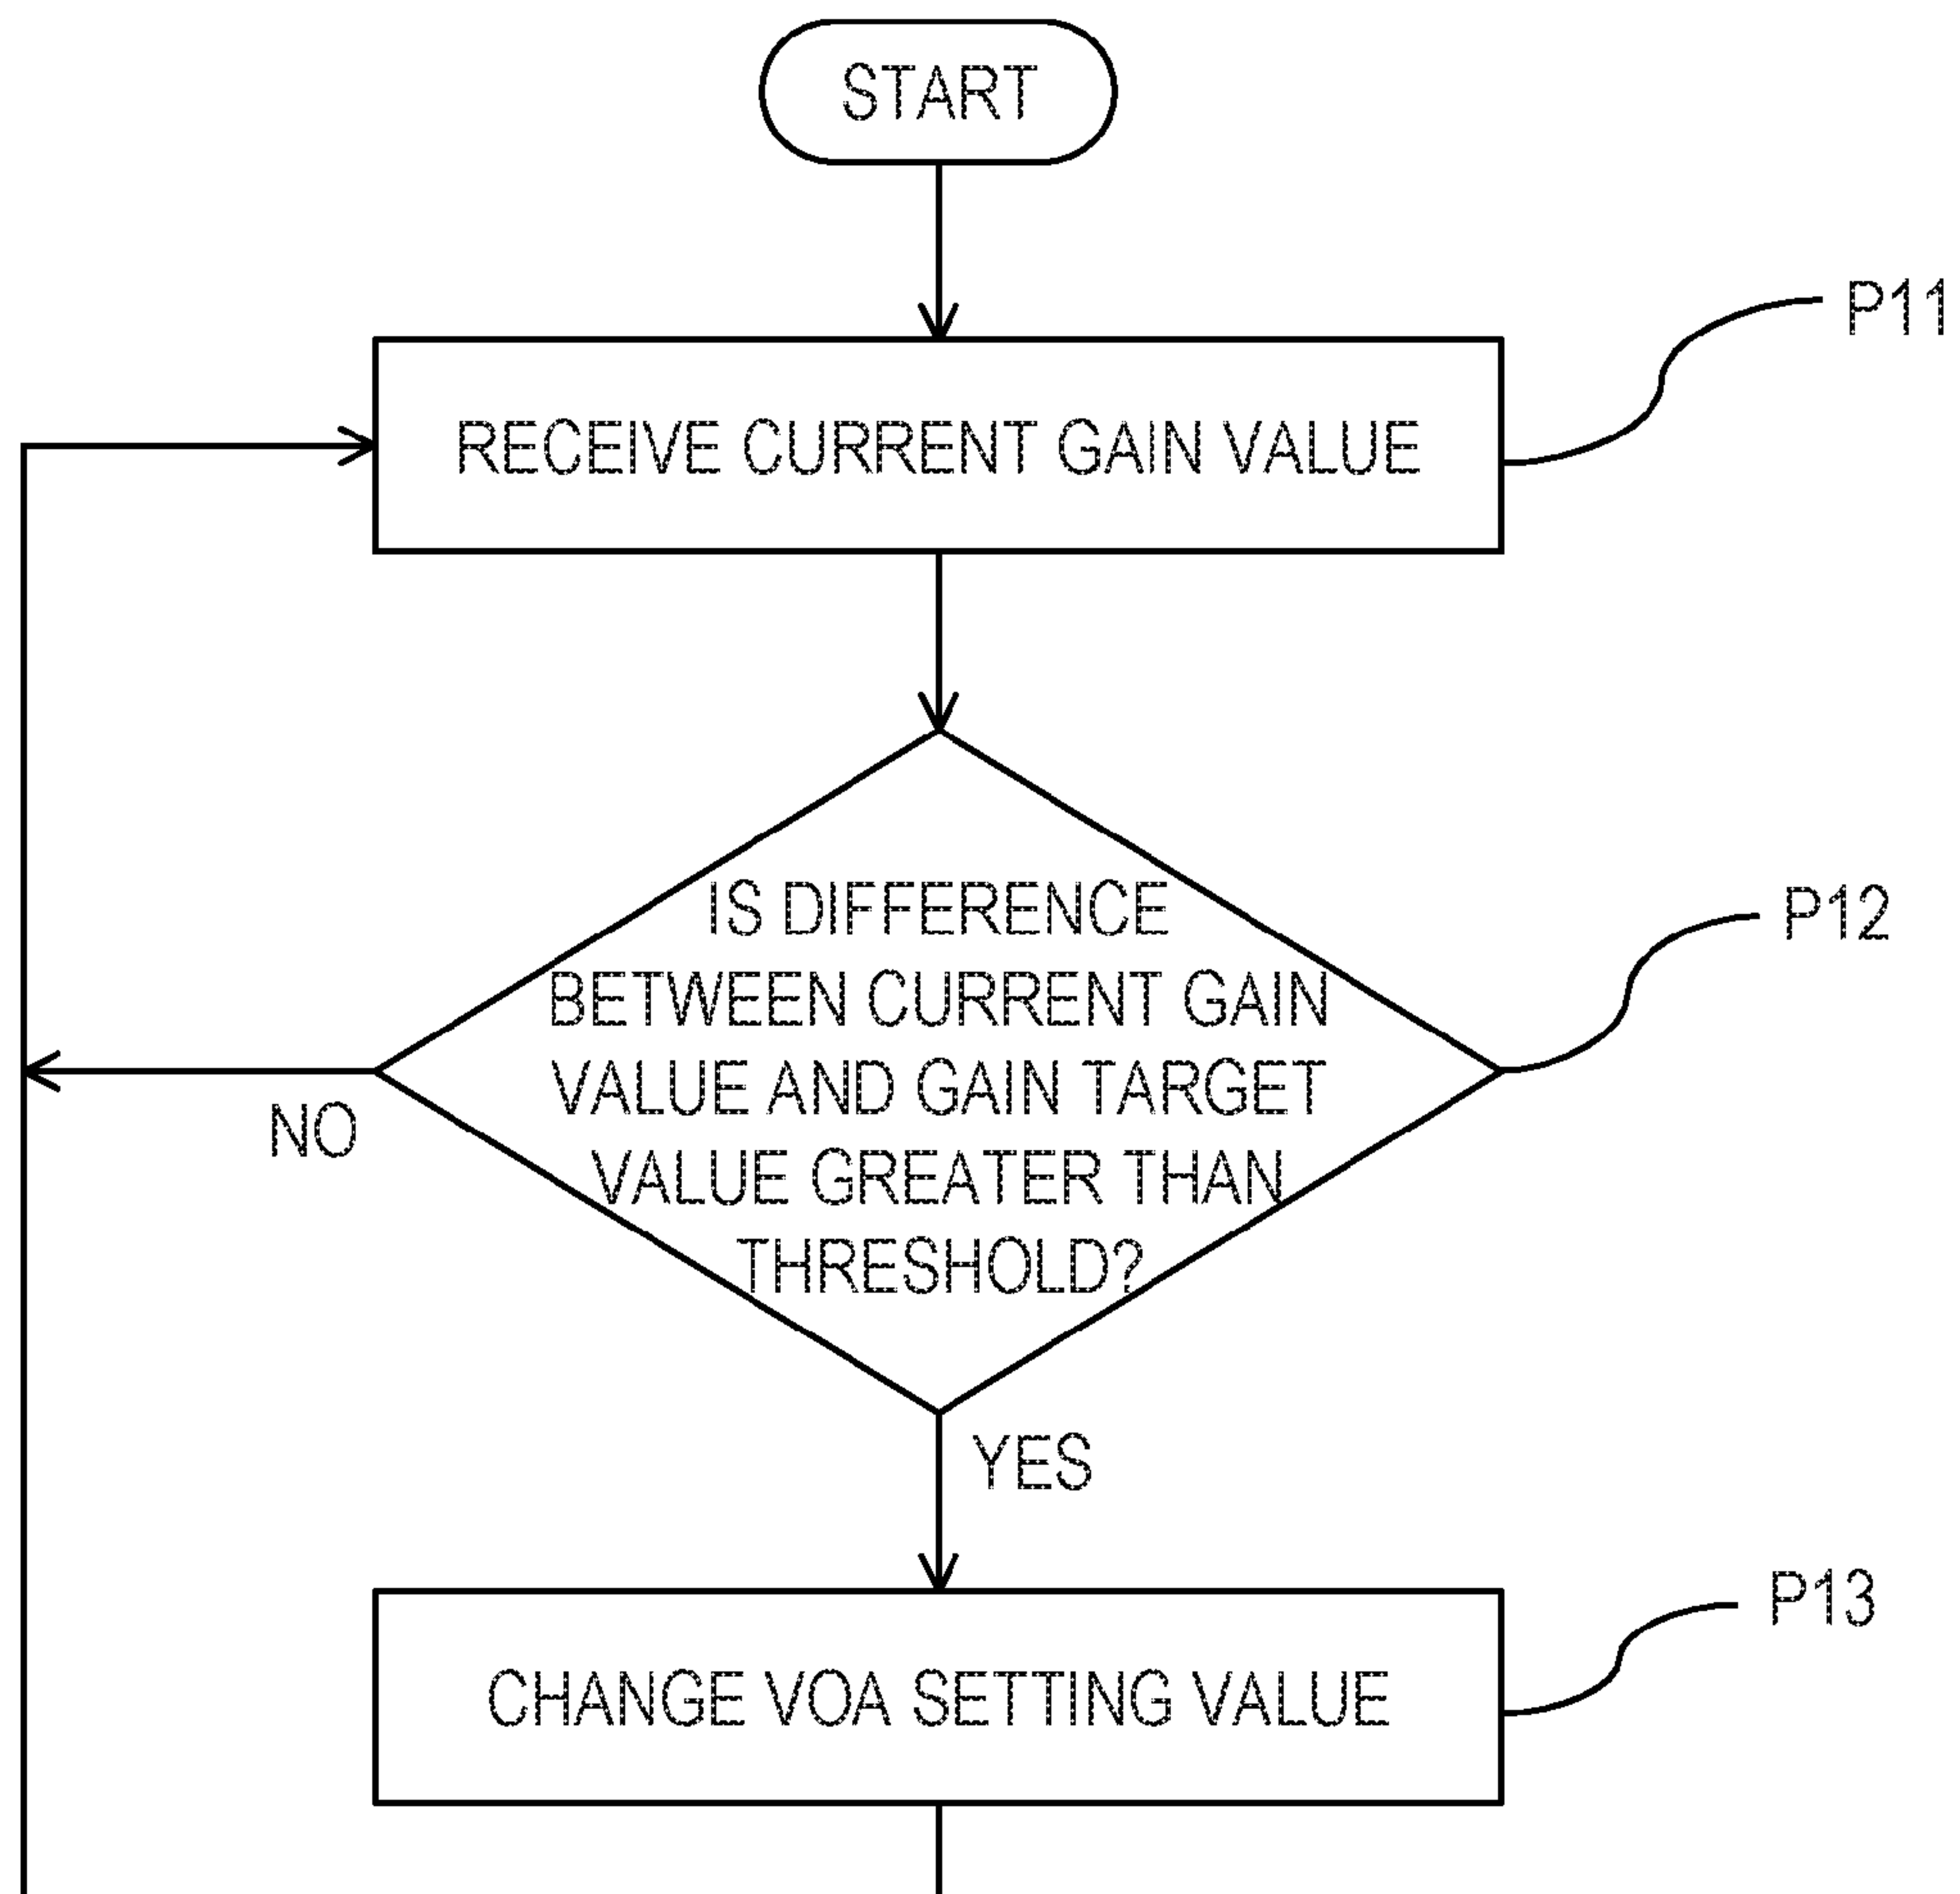 START
P11
RECEIVE CURRENT GAIN VALUE
IS DIFFERENCE
BETWEEN CURRENT GAIN
VALUE AND GAIN TARGET
VALUE GREATER THAN
THRESHOLD?
P12
NO
YES
P13
CHANGE VOA SETTING VALUE